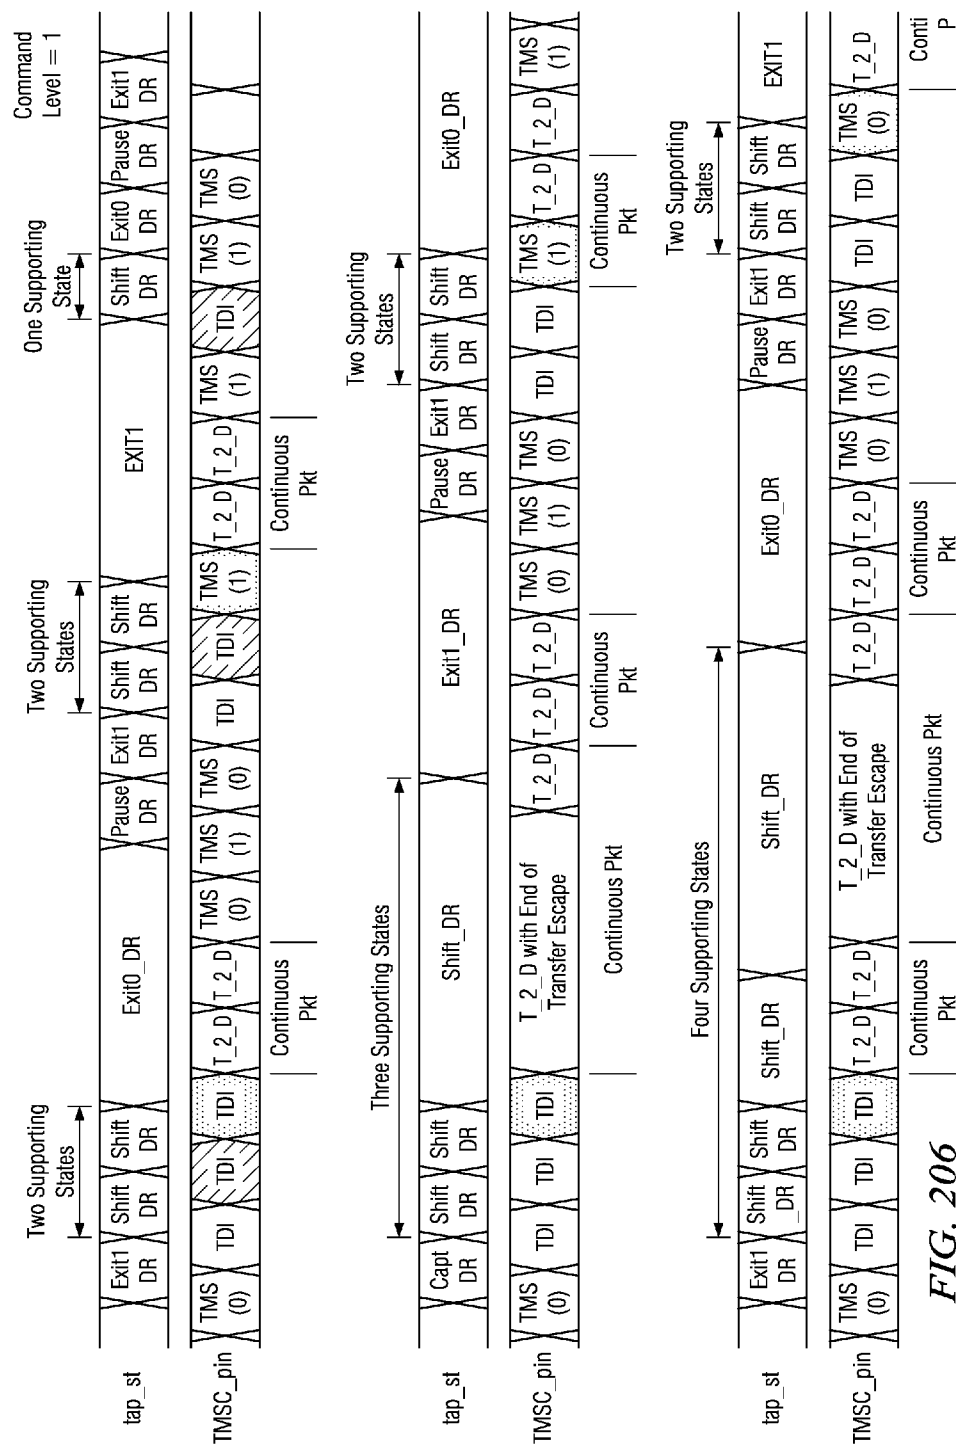 Two Supporting
States
Two Supporting
States
One Supporting
State
Command
Level = 1
tap_st
Exit1
DR
Shift
DR
Shift
DR
Exit0_DR
Pause
DR
Exit1
DR
Shift
DR
Shift
DR
EXIT1
Shift
DR
Exit0
DR
Pause
DR
Exit1
DR
TMSC_pin
TMS
(0)
TDI
TDI
TDI
T_2_D
T_2_D
TMS
(0)
TMS
(1)
TMS
(0)
TDI
TDI
TMS
(1)
T_2_D
T_2_D
TMS
(1)
TDI
TMS
(1)
TMS
(0)
Continuous
Pkt
Continuous
Pkt
Three Supporting States
Two Supporting
States
tap_st
Capt
DR
Shift
DR
Shift
DR
Shift_DR
Exit1_DR
Pause
DR
Exit1
DR
Shift
DR
Shift
DR
Exit0_DR
TMSC_pin
TMS
(0)
TDI
TDI
TDI
T_2_D with End of
Transfer Escape
T_2_D
T_2_D
T_2_D
TMS
(0)
TMS
(1)
TMS
(0)
TDI
TDI
TMS
(1)
T_2_D
T_2_D
TMS
(1)
Continuous Pkt
Continuous
Pkt
Continuous
Pkt
Four Supporting States
Two Supporting
States
tap_st
Exit1
DR
Shift
_DR
Shift
DR
Shift_DR
Shift_DR
Exit0_DR
Pause
DR
Exit1
DR
Shift
DR
Shift
DR
EXIT1
TMSC_pin
TMS
(0)
TDI
TDI
TDI
T_2_D
T_2_D
T_2_D with End of
Transfer Escape
T_2_D
T_2_D
T_2_D
TMS
(0)
TMS
(1)
TMS
(0)
TDI
TDI
TMS
(0)
T_2_D
Continuous
Pkt
Continuous Pkt
Continuous
Pkt
Conti
P
FIG. 206